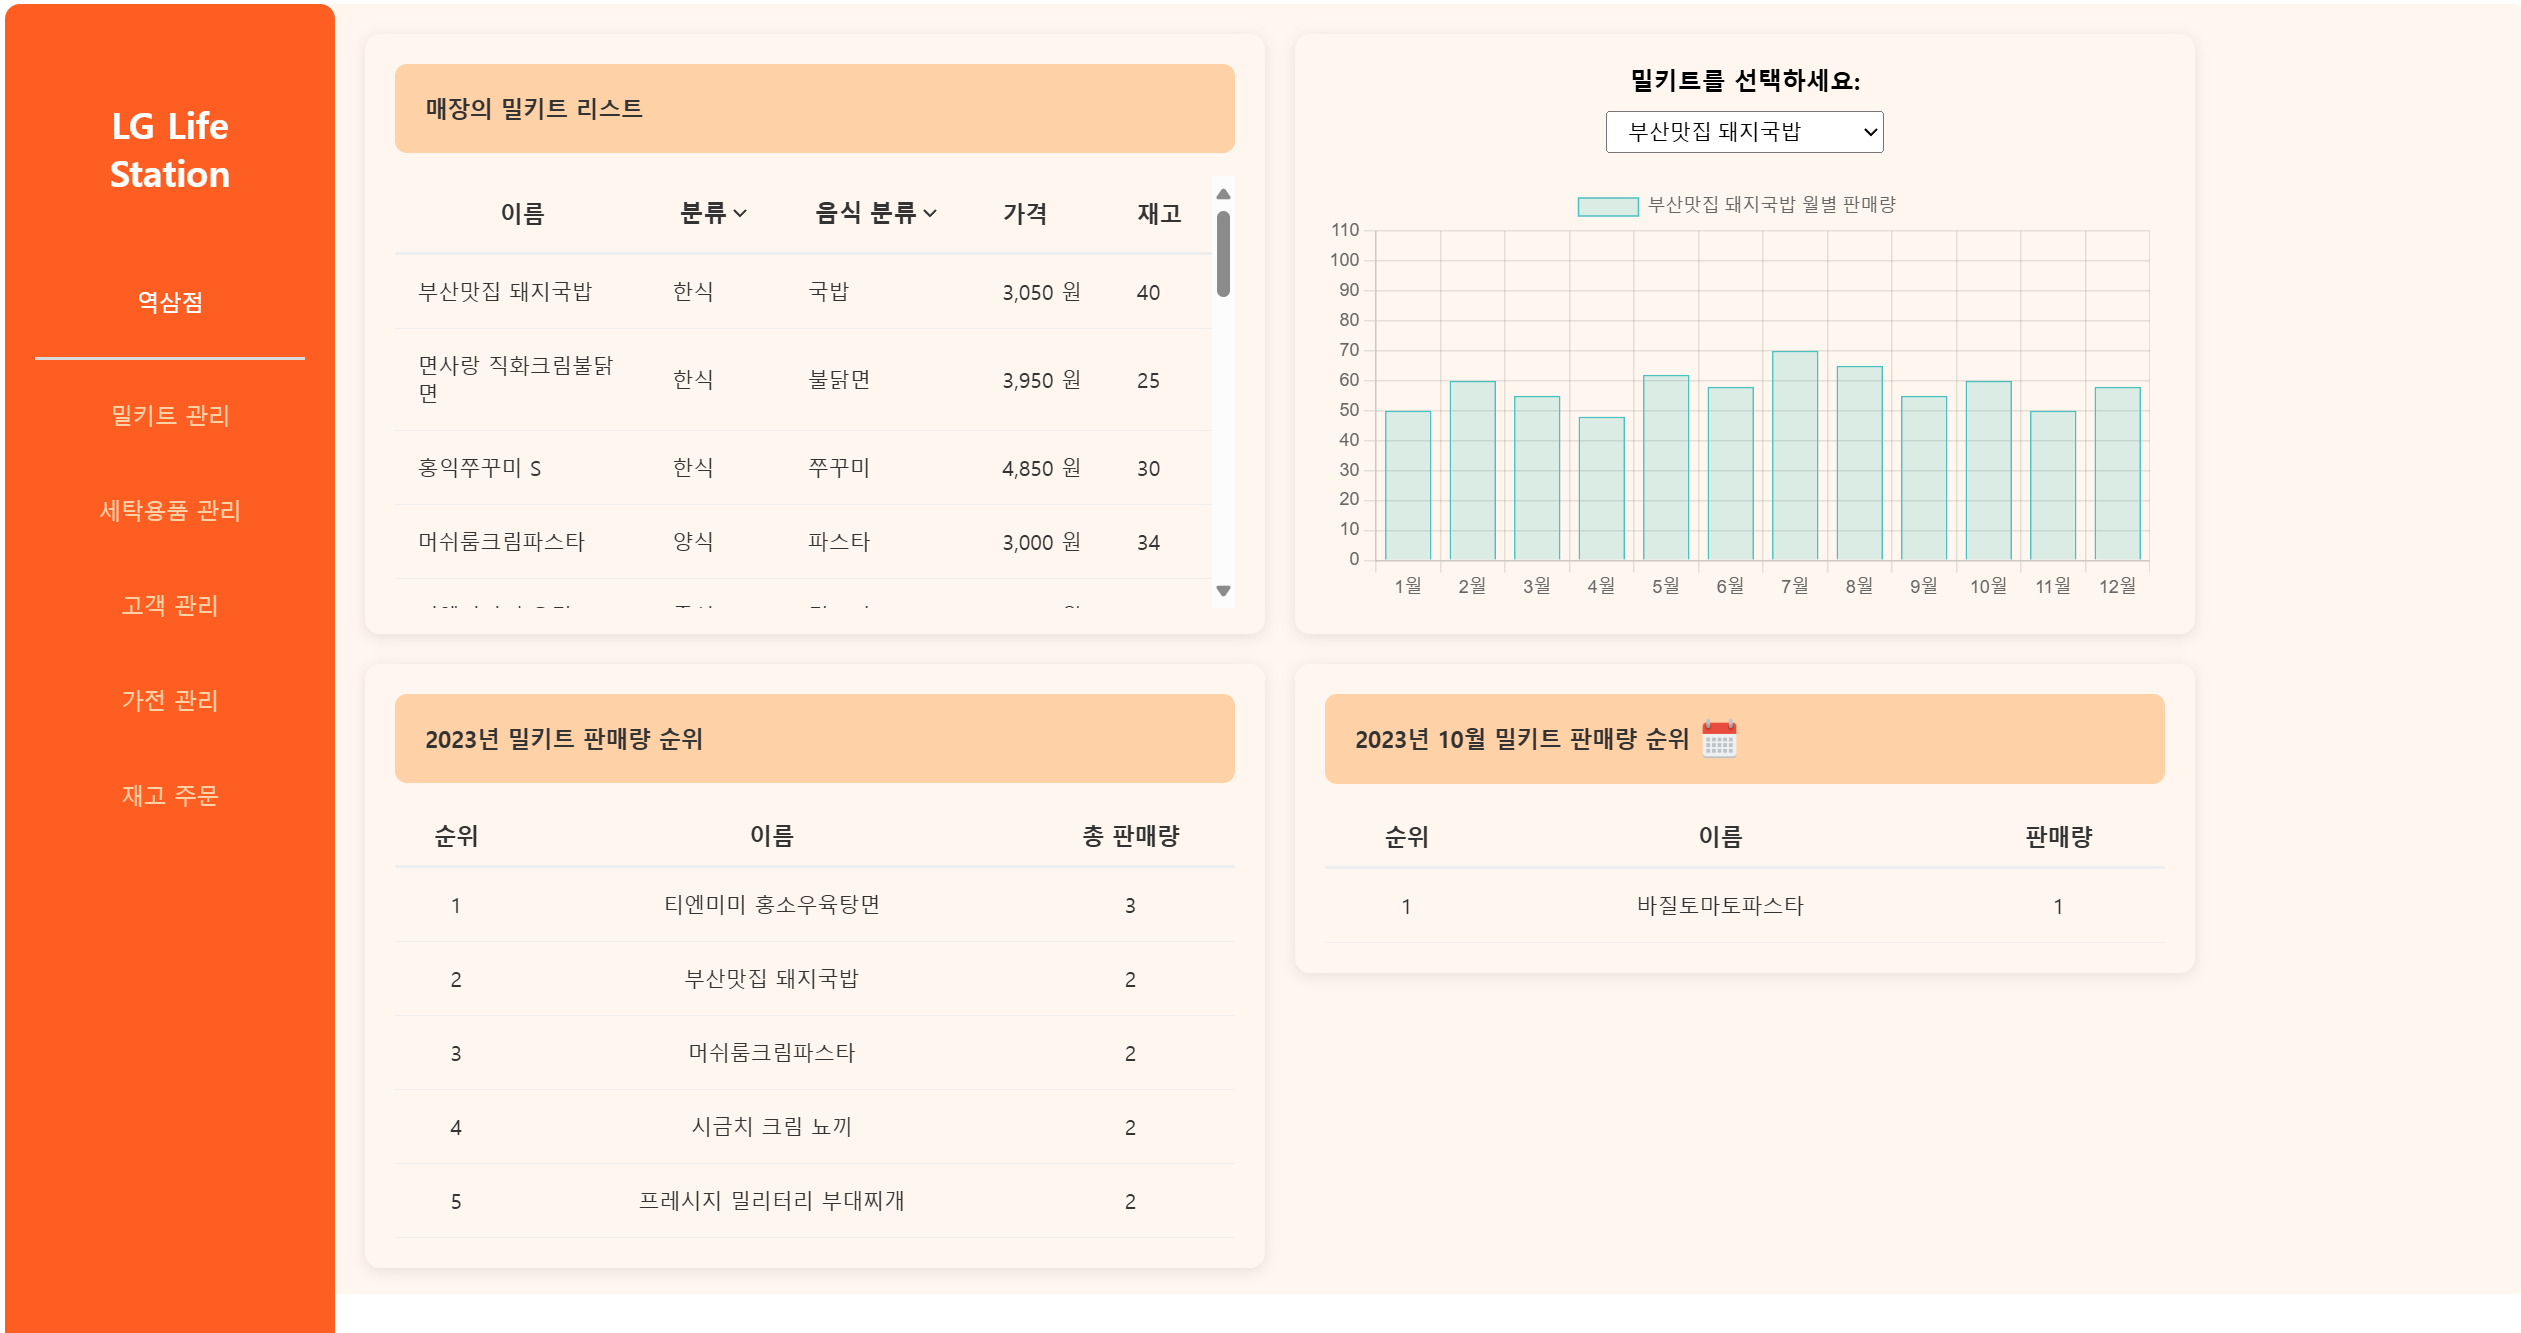 LG Life
Station
역삼점
밀키트 관리
세탁용품 관리
고객 관리
가전 관리
재고 주문
매장의 밀키트 리스트
이름 분류 음식 분류 가격 재고
부산맛집 돼지국밥 한식 국밥 3,050 원 40
면사랑 직화크림불닭
면 한식 불닭면 3,950 원 25
홍익쭈꾸미 S 한식 쭈꾸미 4,850 원 30
머쉬룸크림파스타 양식 파스타 3,000 원 34
밀키트를 선택하세요:
부산맛집 돼지국밥
부산맛집 돼지국밥 월별 판매량
110
100
90
80
70
60
50
40
30
20
10
0
1월 2월 3월 4월 5월 6월 7월 8월 9월 10월 11월 12월
2023년 밀키트 판매량 순위
순위 이름 총 판매량
1 티엔미미 홍소우육탕면 3
2 부산맛집 돼지국밥 2
3 머쉬룸크림파스타 2
4 시금치 크림 뇨끼 2
5 프레시지 밀리터리 부대찌개 2
2023년 10월 밀키트 판매량 순위
순위 이름 판매량
1 바질토마토파스타 1